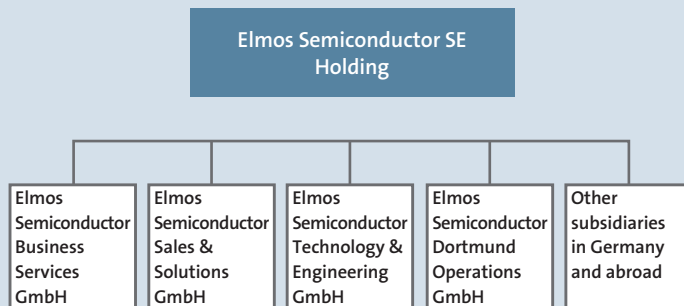 Elmos Semiconductor SE
Holding
Elmos
Semiconductor
Business
Services
GmbH
Elmos
Semiconductor
Sales &
Solutions
GmbH
Elmos
Semiconductor
Technology &
Engineering
GmbH
Elmos
Semiconductor
Dortmund
Operations
GmbH
Other
subsidiaries
in Germany
and abroad